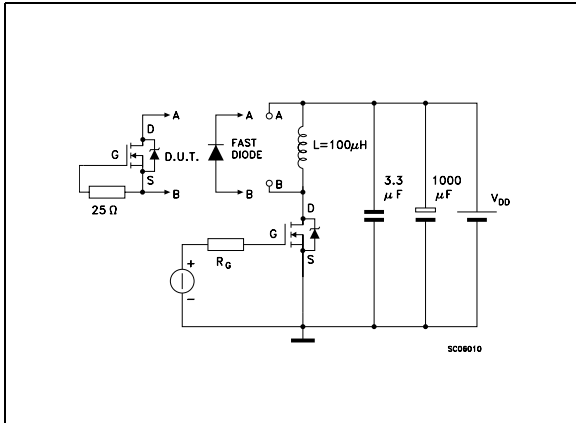 A
A
A
D
G
D.U.T.
FAST
DIODE
L=100μH
S
B
B
B
25 Ω
D
3.3
μF
1000
μF
VDD
G
S
RG
+
−
SC06010